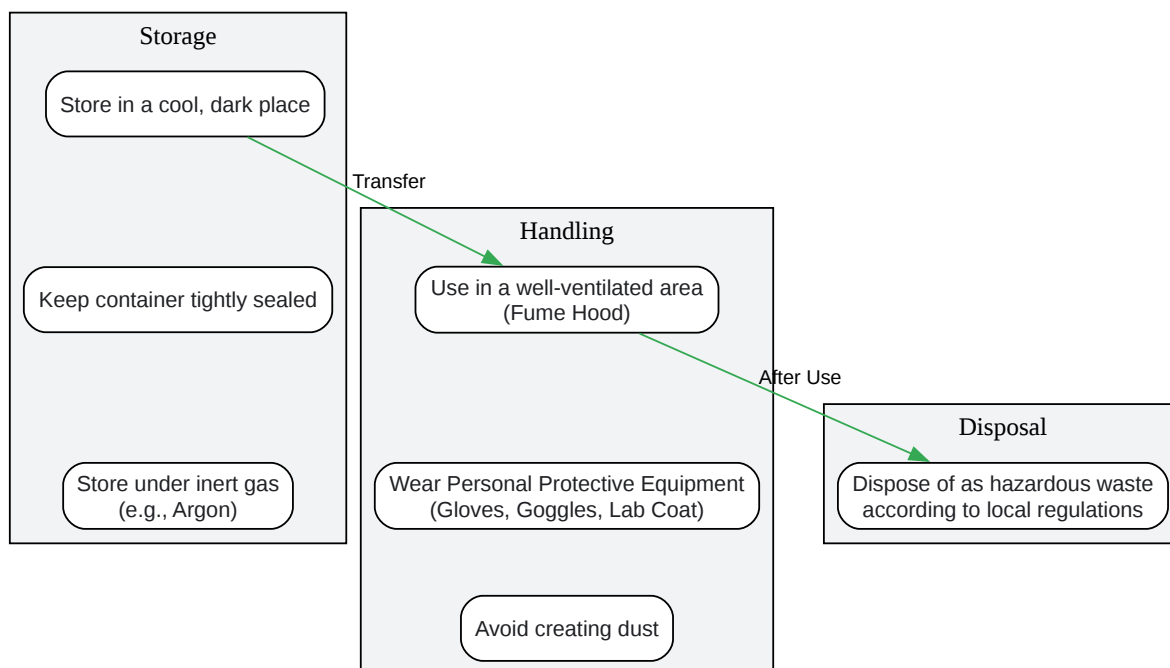 Storage
Store in a cool, dark place
Transfer
Keep container tightly sealed
Store under inert gas
(e.g., Argon)
Handling
Use in a well-ventilated area
(Fume Hood)
After Use
Wear Personal Protective Equipment
(Gloves, Goggles, Lab Coat)
Avoid creating dust
Disposal
Dispose of as hazardous waste
according to local regulations